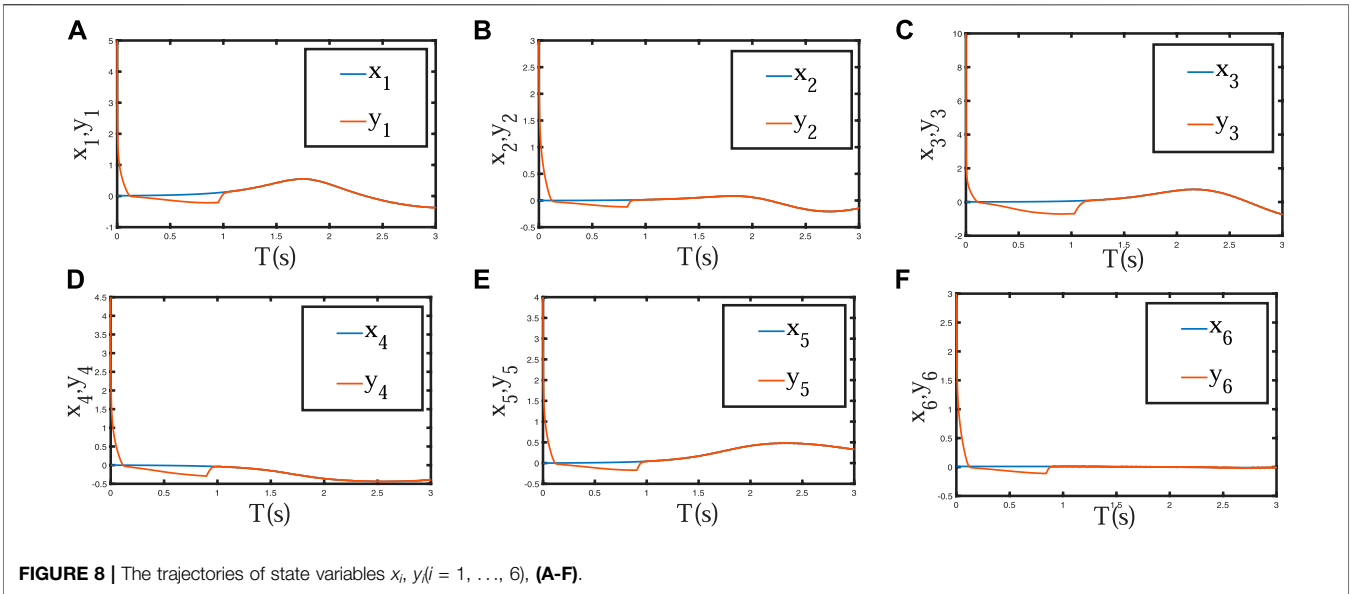 A
x1,y1
5
4
3
2
1
0
-1
0 0.5 1 1.5 2 2.5 3
T(s)
x1
y1
B
x2,y2
3
2.5
2
1.5
1
0.5
0
-0.5
0 0.5 1 1.5 2 2.5 3
T(s)
x2
y2
C
x3,y3
10
8
6
4
2
0
-2
0 0.5 1 1.5 2 2.5 3
T(s)
x3
y3
D
x4,y4
4.5
4
3.5
3
2.5
2
1.5
1
0.5
0
-0.5
0 0.5 1 1.5 2 2.5 3
T(s)
x4
y4
E
x5,y5
4
3.5
3
2.5
2
1.5
1
0.5
0
-0.5
0 0.5 1 1.5 2 2.5 3
T(s)
x5
y5
F
x6,y6
3
2.5
2
1.5
1
0.5
0
-0.5
0 0.5 1 1.5 2 2.5 3
T(s)
x6
y6
FIGURE 8 | The trajectories of state variables xi, yi(i = 1, …, 6), (A-F).